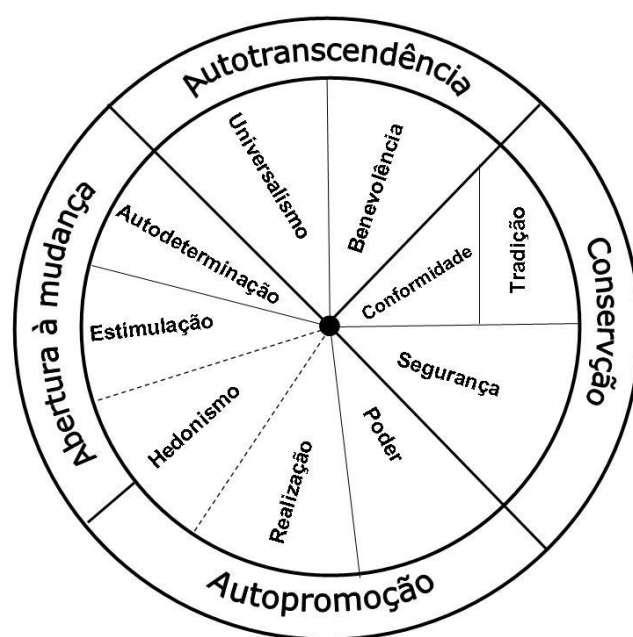 Autotranscendência
Universalismo
Benevolência
Autodeterminação
Conformidade
Tradição
Abertura à mudança
Estimulação
Conservção
Segurança
Hedonismo
Poder
Realização
Autopromoção